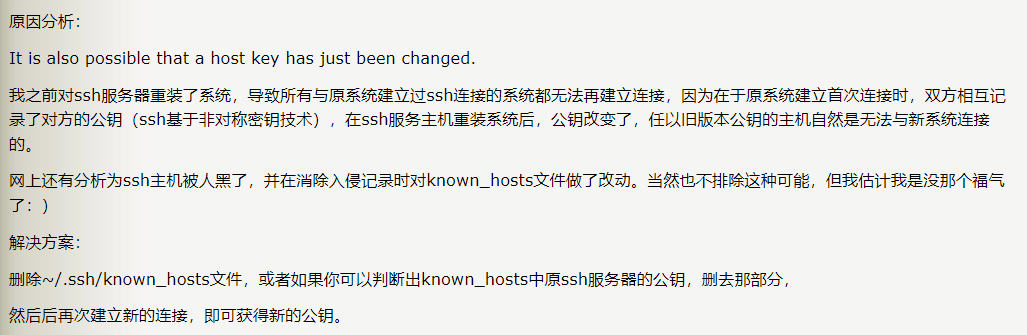 原因分析：
It is also possible that a host key has just been changed.
我之前对ssh服务器重装了系统，导致所有与原系统建立过ssh连接的系统都无法再建立连接，因为在于原系统建立首次连接时，双方相互记
录了对方的公钥（ssh基于非对称密钥技术），在ssh服务主机重装系统后，公钥改变了，任以旧版本公钥的主机自然是无法与新系统连接
的。
网上还有分析为ssh主机被人黑了，并在消除入侵记录时对known_hosts文件做了改动。当然也不排除这种可能，但我估计我是没那个福气
了：）
解决方案：
删除~/.ssh/known_hosts文件，或者如果你可以判断出known_hosts中原ssh服务器的公钥，删去那部分，
然后后再次建立新的连接，即可获得新的公钥。